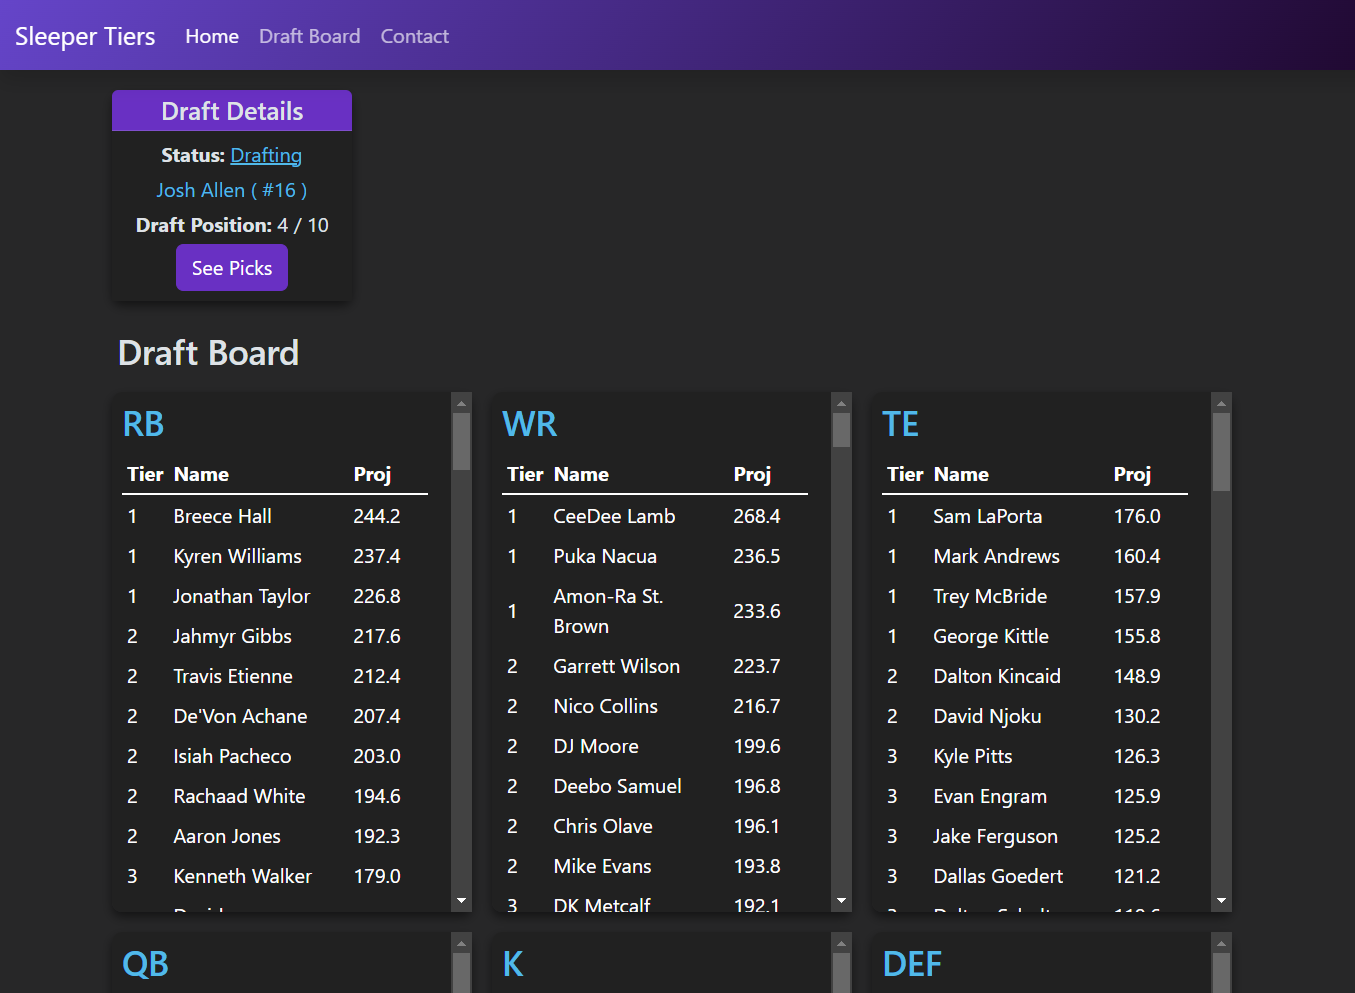 Sleeper Tiers Home Draft Board Contact
Draft Details
Status: Drafting
Josh Allen ( #16 )
Draft Position: 4 / 10
See Picks
Draft Board
RB
Tier Name Proj
1 Breece Hall 244.2
1 Kyren Williams 237.4
1 Jonathan Taylor 226.8
2 Jahmyr Gibbs 217.6
2 Travis Etienne 212.4
2 De'Von Achane 207.4
2 Isiah Pacheco 203.0
2 Rachaad White 194.6
2 Aaron Jones 192.3
3 Kenneth Walker 179.0
WR
Tier Name Proj
1 CeeDee Lamb 268.4
1 Puka Nacua 236.5
1 Amon-Ra St. Brown 233.6
2 Garrett Wilson 223.7
2 Nico Collins 216.7
2 DJ Moore 199.6
2 Deebo Samuel 196.8
2 Chris Olave 196.1
2 Mike Evans 193.8
3 DK Metcalf 192.1
TE
Tier Name Proj
1 Sam LaPorta 176.0
1 Mark Andrews 160.4
1 Trey McBride 157.9
1 George Kittle 155.8
2 Dalton Kincaid 148.9
2 David Njoku 130.2
3 Kyle Pitts 126.3
3 Evan Engram 125.9
3 Jake Ferguson 125.2
3 Dallas Goedert 121.2
QB
K
DEF